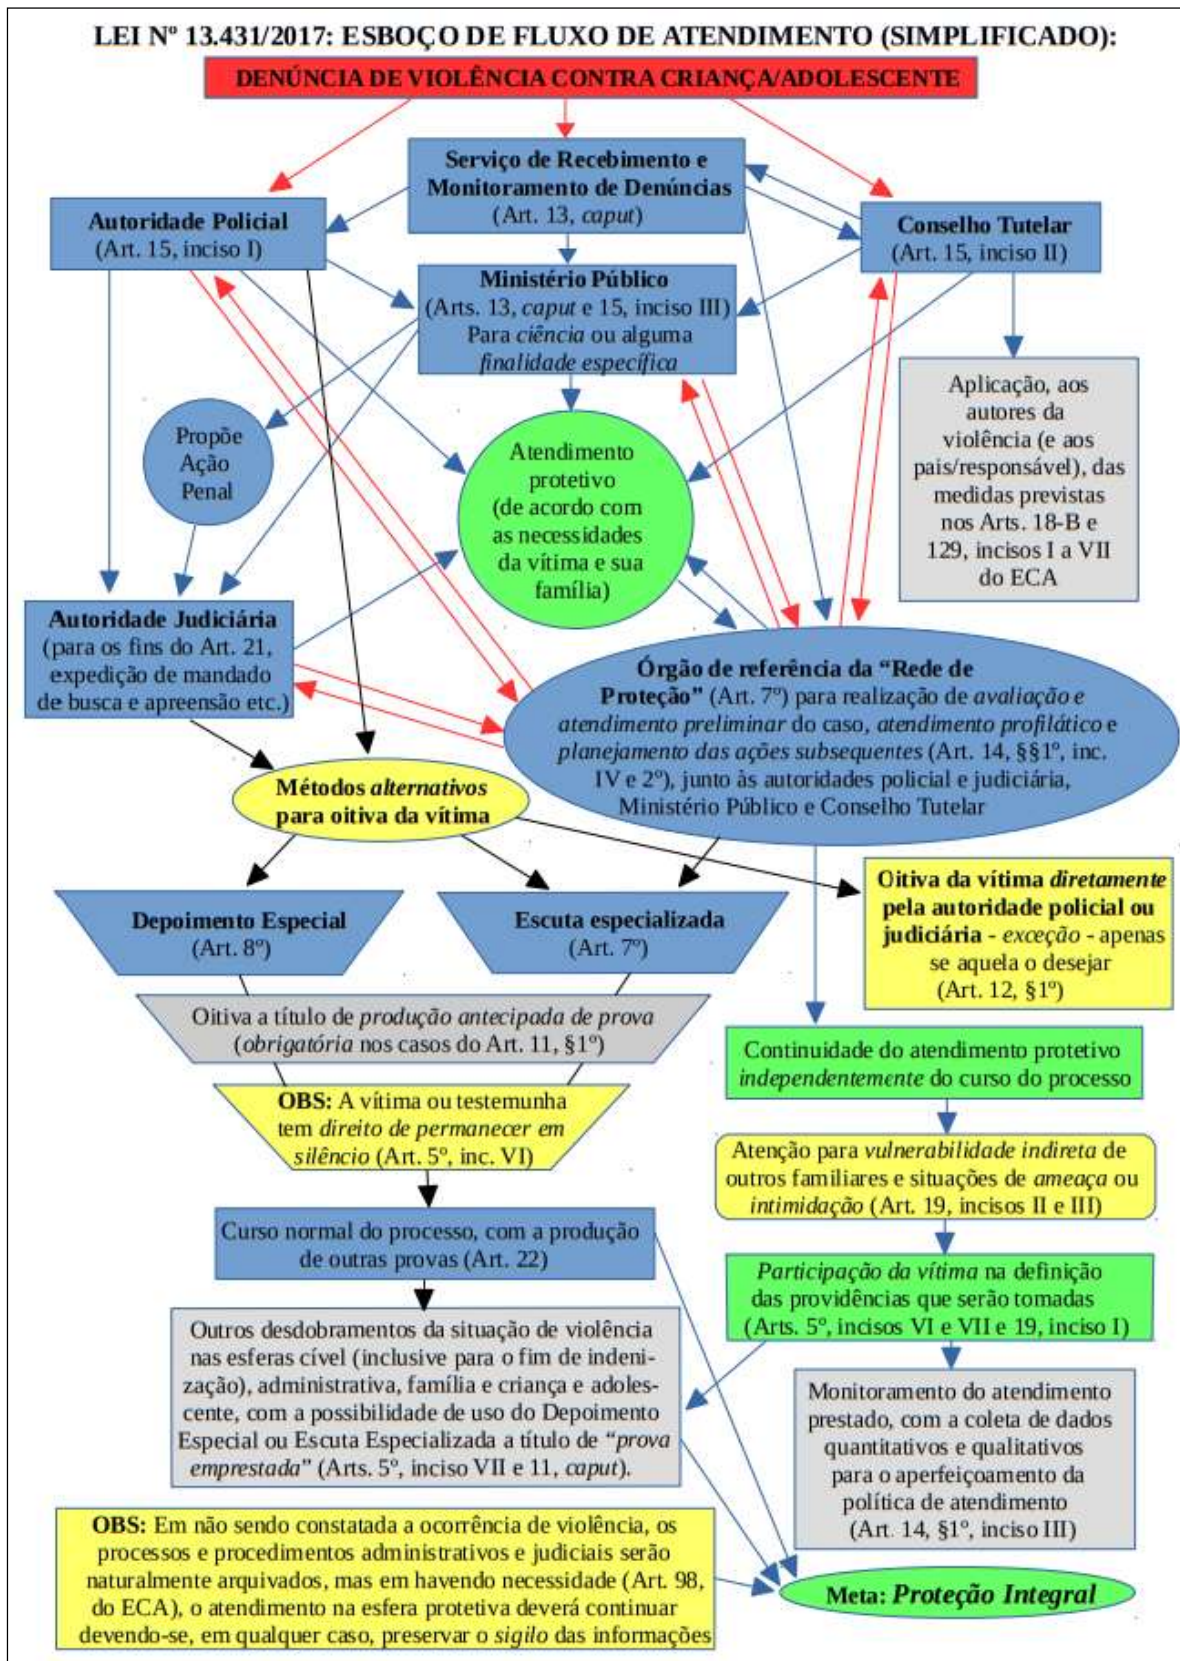 LEI Nº 13.431/2017: ESBOÇO DE FLUXO DE ATENDIMENTO (SIMPLIFICADO):
DENÚNCIA DE VIOLÊNCIA CONTRA CRIANÇA/ADOLESCENTE
Serviço de Recebimento e
Monitoramento de Denúncias
(Art. 13, caput)
Autoridade Policial
(Art. 15, inciso I)
Conselho Tutelar
(Art. 15, inciso II)
Ministério Público
(Arts. 13, caput e 15, inciso III)
Para ciência ou alguma
finalidade específica
Aplicação, aos
autores da
violência (e aos
pais/responsável), das
medidas previstas
nos Arts. 18-B e
129, incisos I a VII
do ECA
Propõe
Ação
Penal
Atendimento
protetivo
(de acordo com
as necessidades
da vítima e sua
família)
Autoridade Judiciária
(para os fins do Art. 21,
expedição de mandado
de busca e apreensão etc.)
Órgão de referência da “Rede de
Proteção” (Art. 7º) para realização de avaliação e
atendimento preliminar do caso, atendimento profilático e
planejamento das ações subsequentes (Art. 14, §§1º, inc.
IV e 2º), junto às autoridades policial e judiciária,
Ministério Público e Conselho Tutelar
Métodos alternativos
para oitiva da vítima
Oitiva da vítima diretamente
pela autoridade policial ou
judiciária - exceção - apenas
se aquela o desejar
(Art. 12, §1º)
Depoimento Especial
(Art. 8º)
Escuta especializada
(Art. 7º)
Oitiva a título de produção antecipada de prova
(obrigatória nos casos do Art. 11, §1º)
Continuidade do atendimento protetivo
independentemente do curso do processo
OBS: A vítima ou testemunha
tem direito de permanecer em
silêncio (Art. 5º, inc. VI)
Atenção para vulnerabilidade indireta de
outros familiares e situações de ameaça ou
intimidação (Art. 19, incisos II e III)
Curso normal do processo, com a produção
de outras provas (Art. 22)
Participação da vítima na definição
das providências que serão tomadas
(Arts. 5º, incisos VI e VII e 19, inciso I)
Outros desdobramentos da situação de violência
nas esferas cível (inclusive para o fim de indeni-
zação), administrativa, família e criança e adoles-
cente, com a possibilidade de uso do Depoimento
Especial ou Escuta Especializada a título de “prova
emprestada” (Arts. 5º, inciso VII e 11, caput).
Monitoramento do atendimento
prestado, com a coleta de dados
quantitativos e qualitativos
para o aperfeiçoamento da
política de atendimento
(Art. 14, §1º, inciso III)
OBS: Em não sendo constatada a ocorrência de violência, os
processos e procedimentos administrativos e judiciais serão
naturalmente arquivados, mas em havendo necessidade (Art. 98,
do ECA), o atendimento na esfera protetiva deverá continuar
devendo-se, em qualquer caso, preservar o sigilo das informações
Meta: Proteção Integral